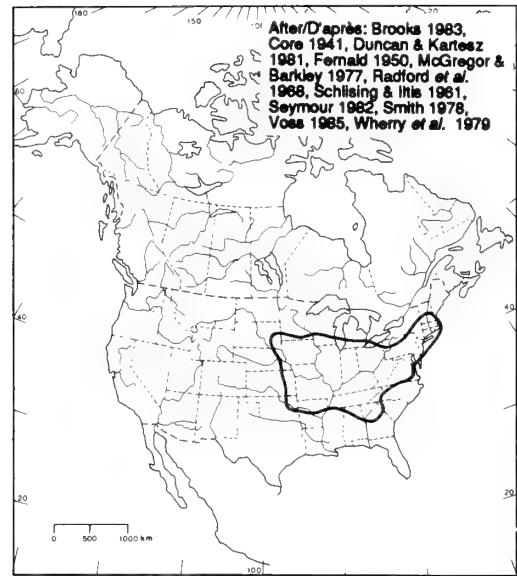 180
150
20
After/D'après: Brooks 1983,
Core 1941, Duncan & Kartesz
1981, Fernald 1950, McGregor &
Barkley 1977, Radford et al.
1968, Schlising & Iltis 1961,
Seymour 1982, Smith 1978,
Voss 1985, Wherry et al. 1979
60
40
40
20
20
0 500 1000 km
100